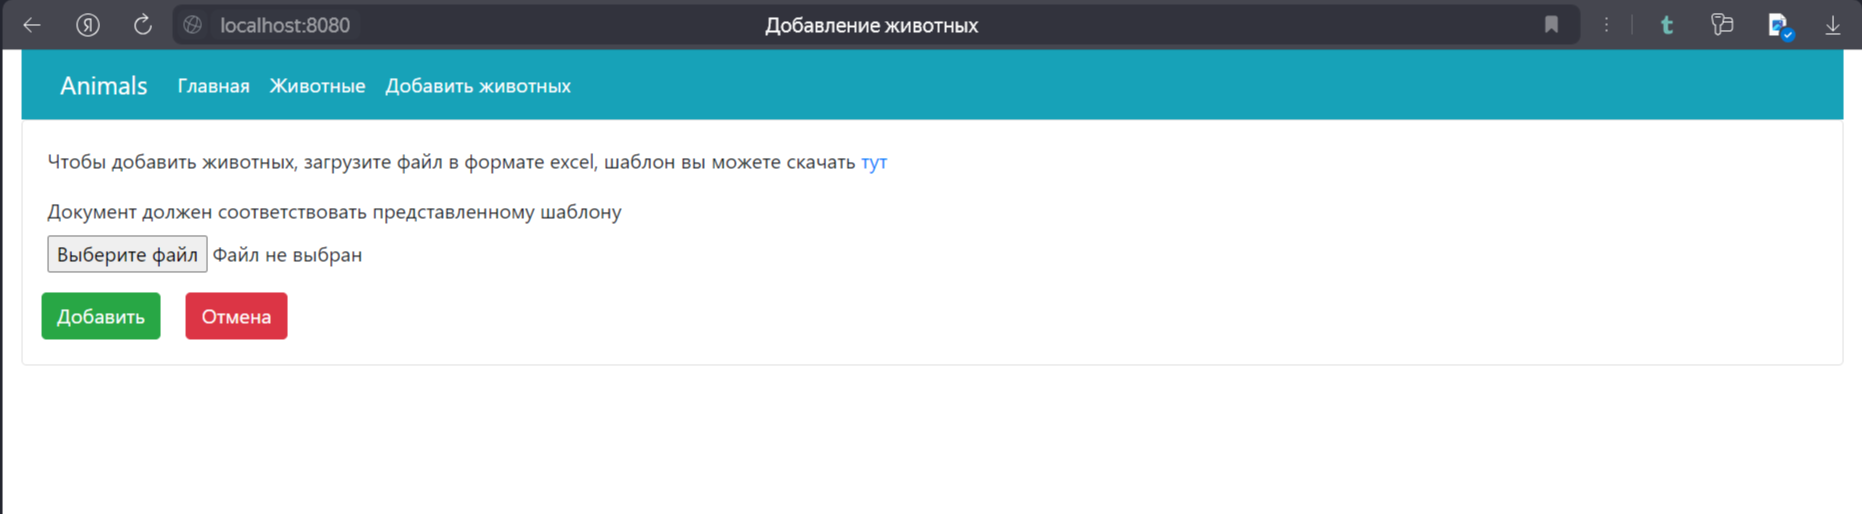 localhost:8080 Добавление животных
Animals Главная Животные Добавить животных
Чтобы добавить животных, загрузите файл в формате excel, шаблон вы можете скачать тут
Документ должен соответствовать представленному шаблону
Выберите файл Файл не выбран
Добавить Отмена